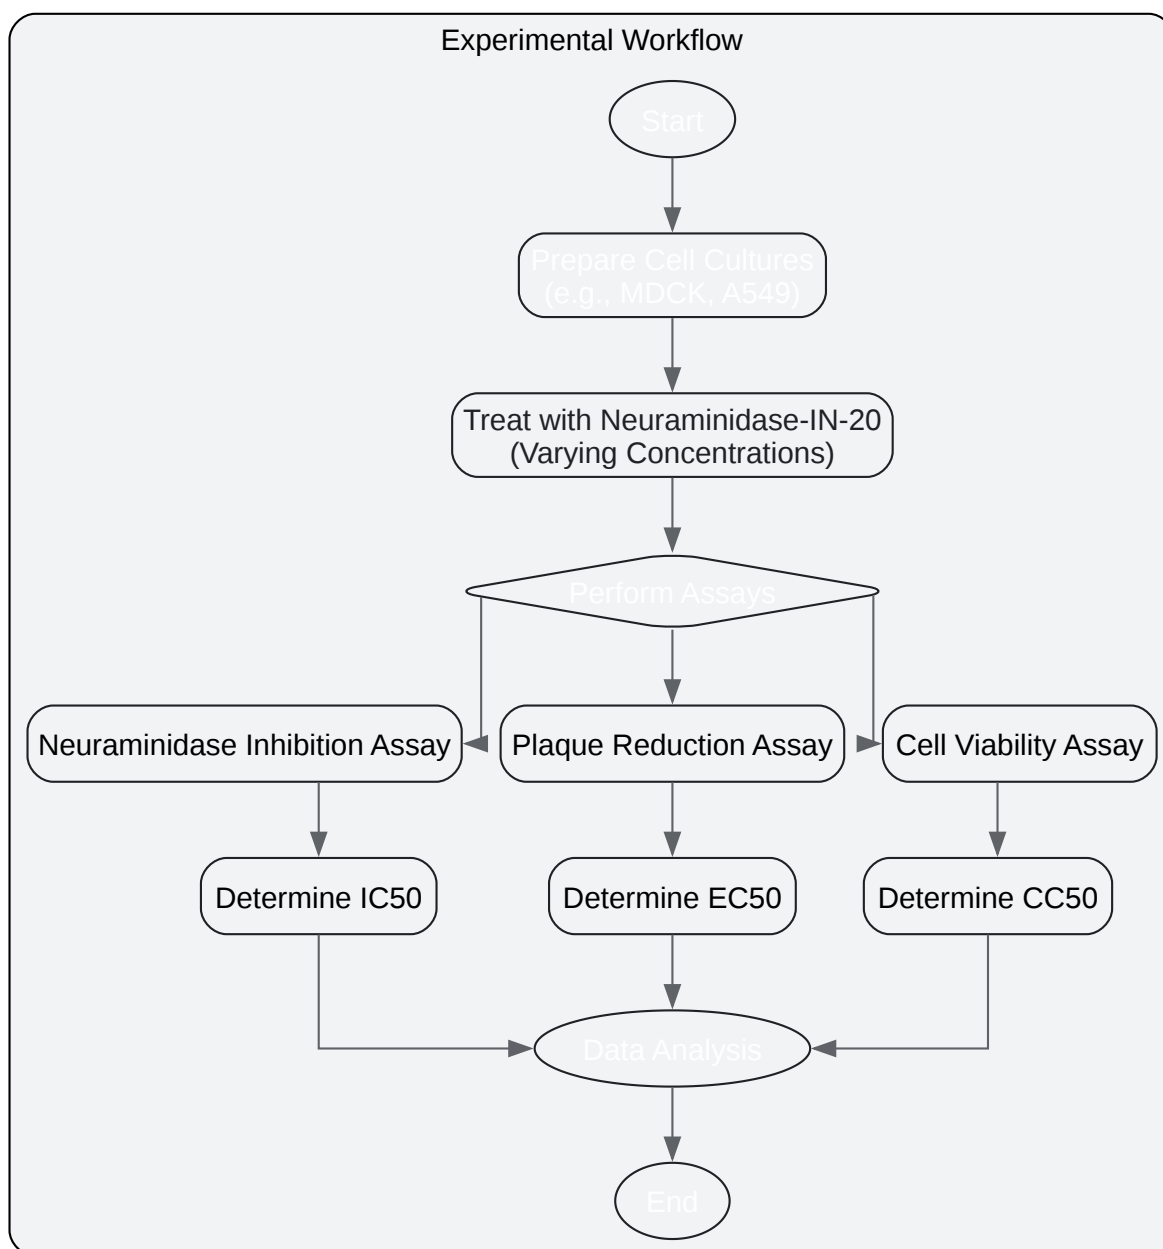 Experimental Workflow
Start
Prepare Cell Cultures
(e.g., MDCK, A549)
Treat with Neuraminidase-IN-20
(Varying Concentrations)
Perform Assays
Neuraminidase Inhibition Assay
Plaque Reduction Assay
Cell Viability Assay
Determine IC50
Determine EC50
Determine CC50
Data Analysis
End